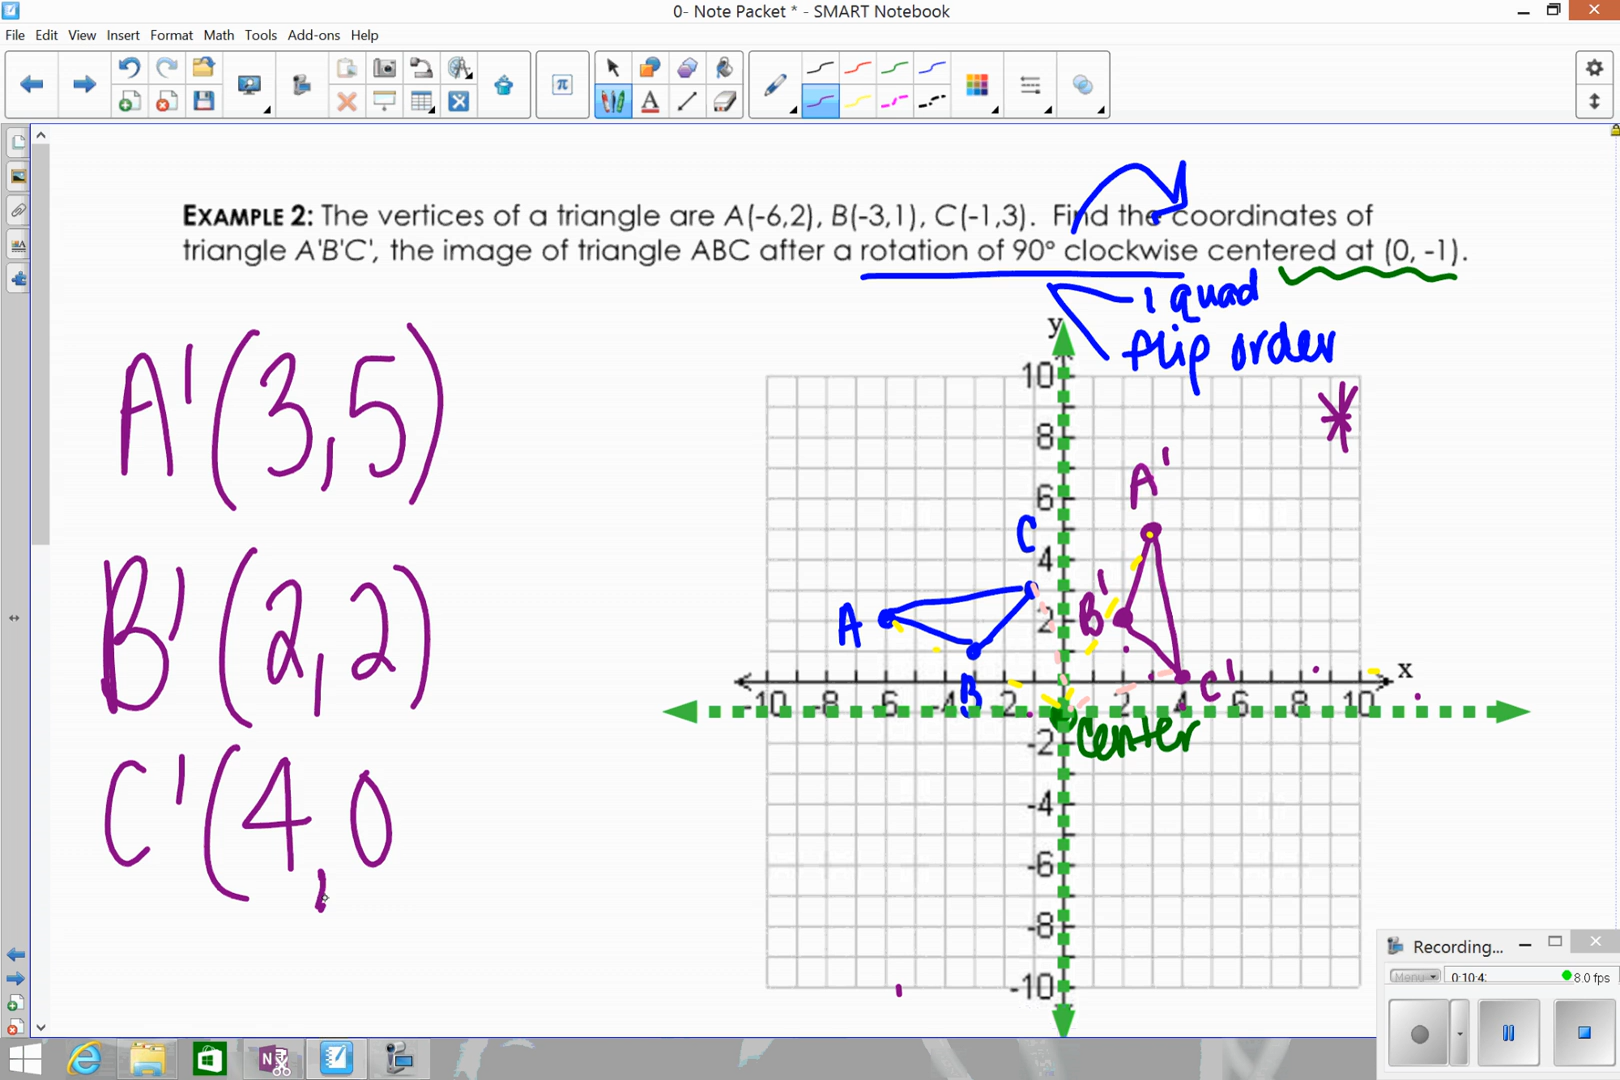 0- Note Packet * - SMART Notebook
File Edit View Insert Format Math Tools Add-ons Help
π
A
EXAMPLE 2: The vertices of a triangle are A(-6,2), B(-3,1), C(-1,3). Find the coordinates of
triangle A'B'C', the image of triangle ABC after a rotation of 90° clockwise centered at (0, -1).
1 quad
flip order
A'(3,5)
B'(2,2)
C'(4,0
y
10
8
6
4
2
A'
C
B'
A
B
C'
x
-10 -8 -6 -4 -2 2 4 6 8 10
center
-2
-4
-6
-8
-10
*
Recording...
Menu
0:10:4:
8.0 fps